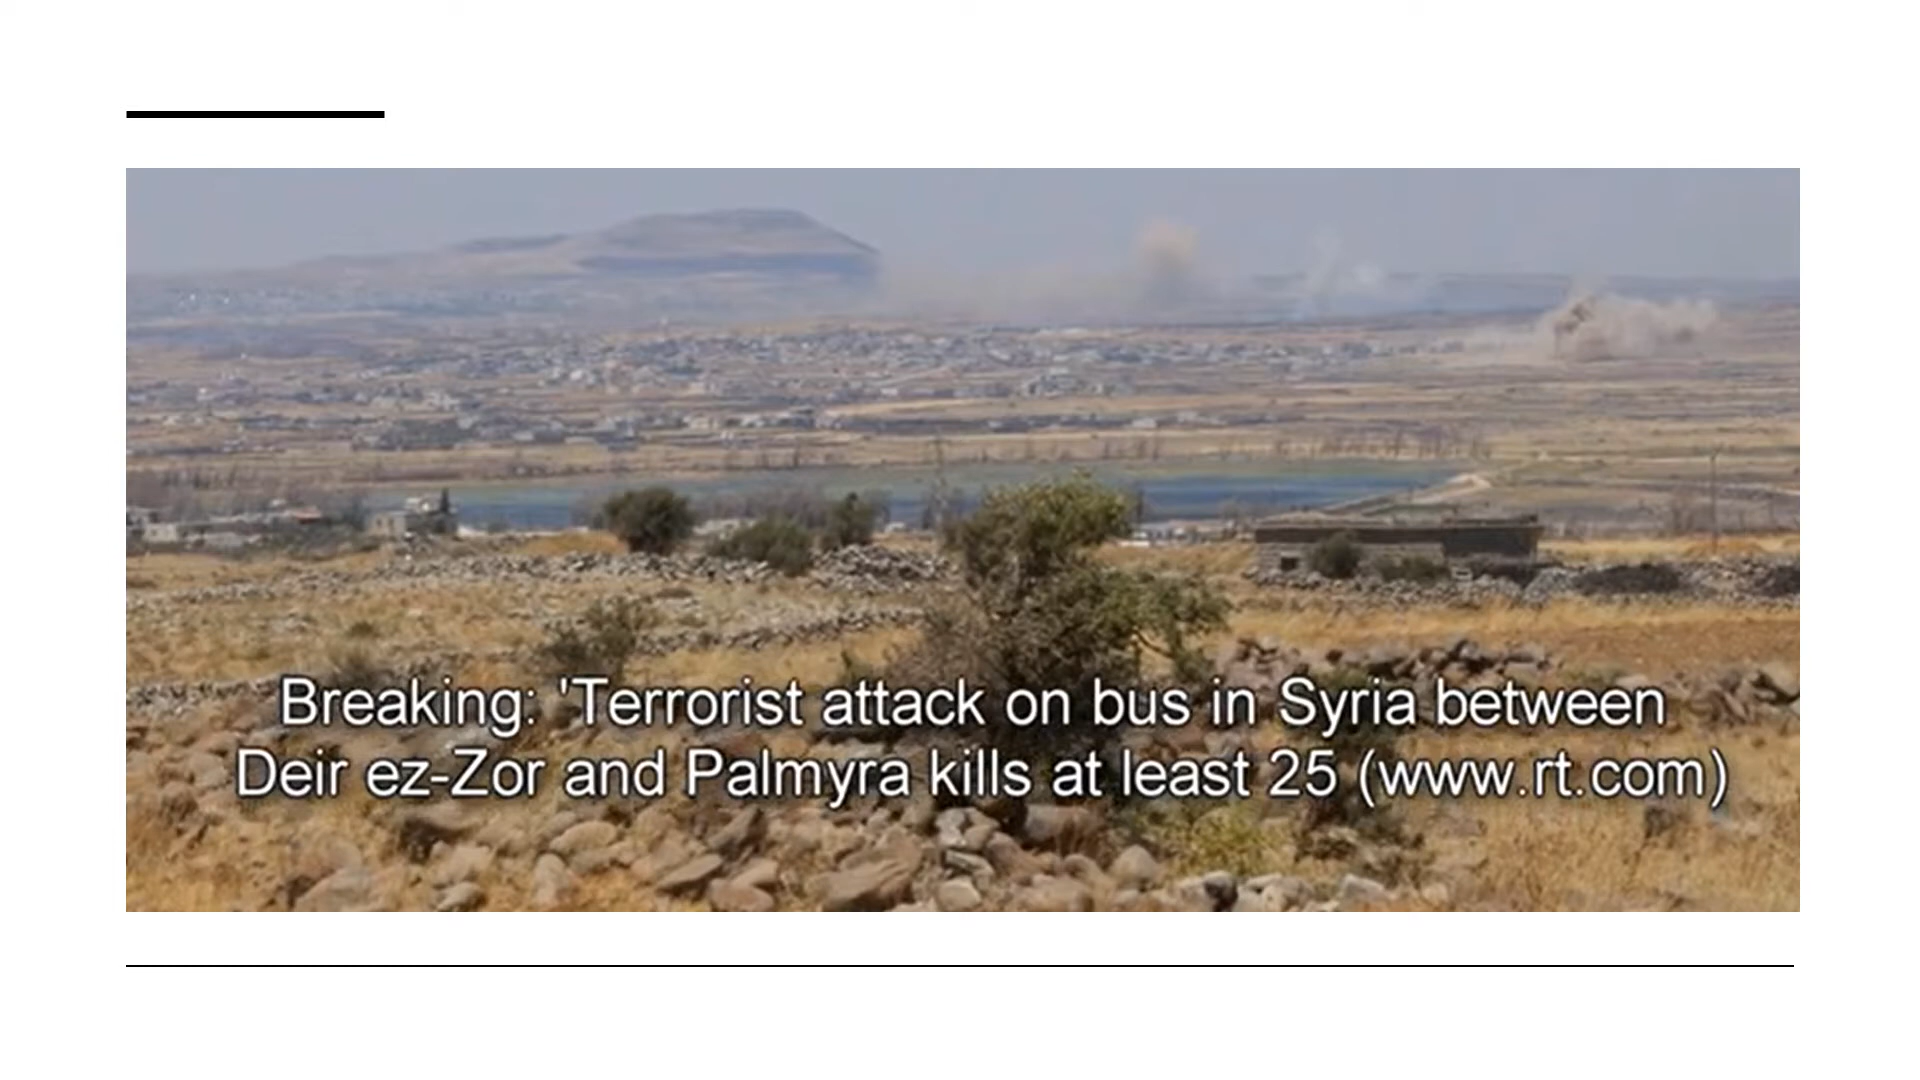 Breaking: 'Terrorist attack on bus in Syria between
Deir ez-Zor and Palmyra kills at least 25 (www.rt.com)